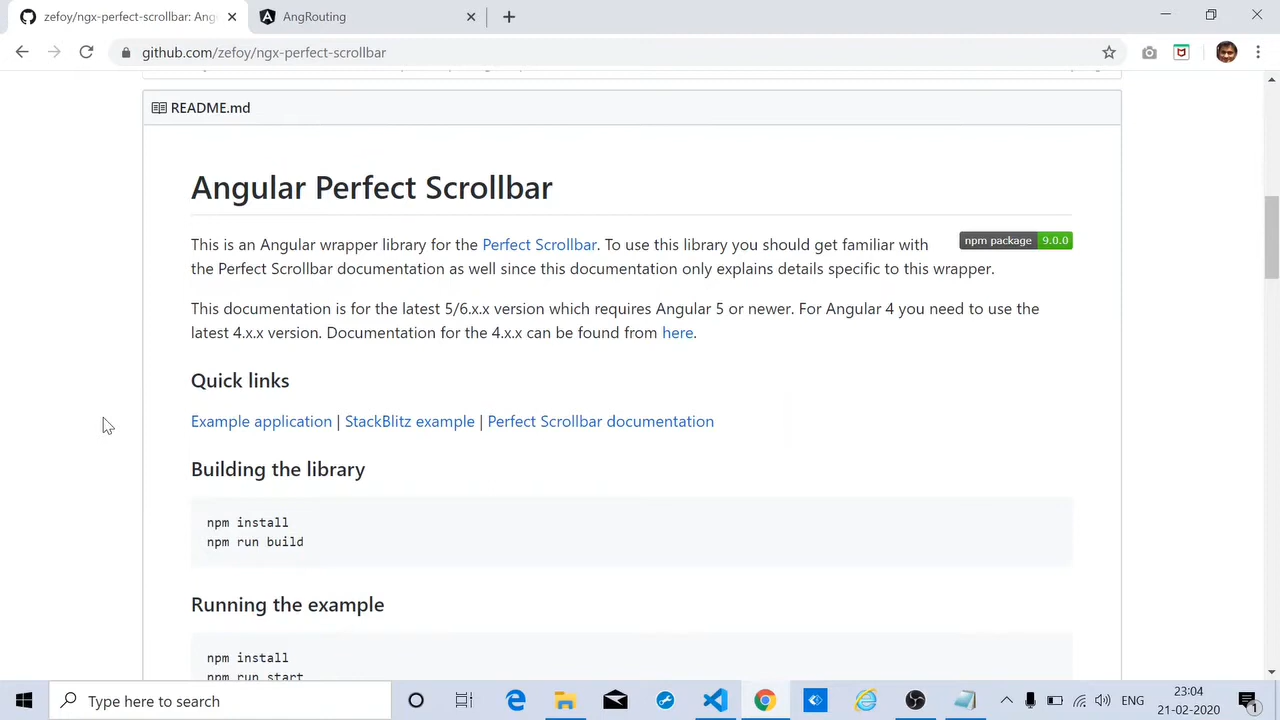 zefoy/ngx-perfect-scrollbar: Ang
AngRouting
github.com/zefoy/ngx-perfect-scrollbar
README.md
Angular Perfect Scrollbar
This is an Angular wrapper library for the Perfect Scrollbar. To use this library you should get familiar with
npm package 9.0.0
the Perfect Scrollbar documentation as well since this documentation only explains details specific to this wrapper.
This documentation is for the latest 5/6.x.x version which requires Angular 5 or newer. For Angular 4 you need to use the
latest 4.x.x version. Documentation for the 4.x.x can be found from here.
Quick links
Example application | StackBlitz example | Perfect Scrollbar documentation
Building the library
npm install
npm run build
Running the example
npm install
npm run start
Type here to search
ENG
23:04
21-02-2020
1